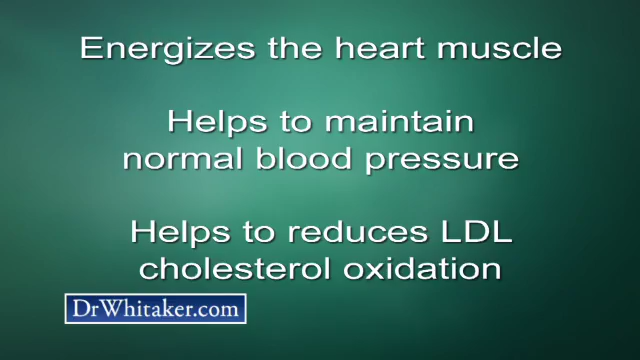 Energizes the heart muscle
Helps to maintain
normal blood pressure
Helps to reduces LDL
cholesterol oxidation
DrWhitaker.com